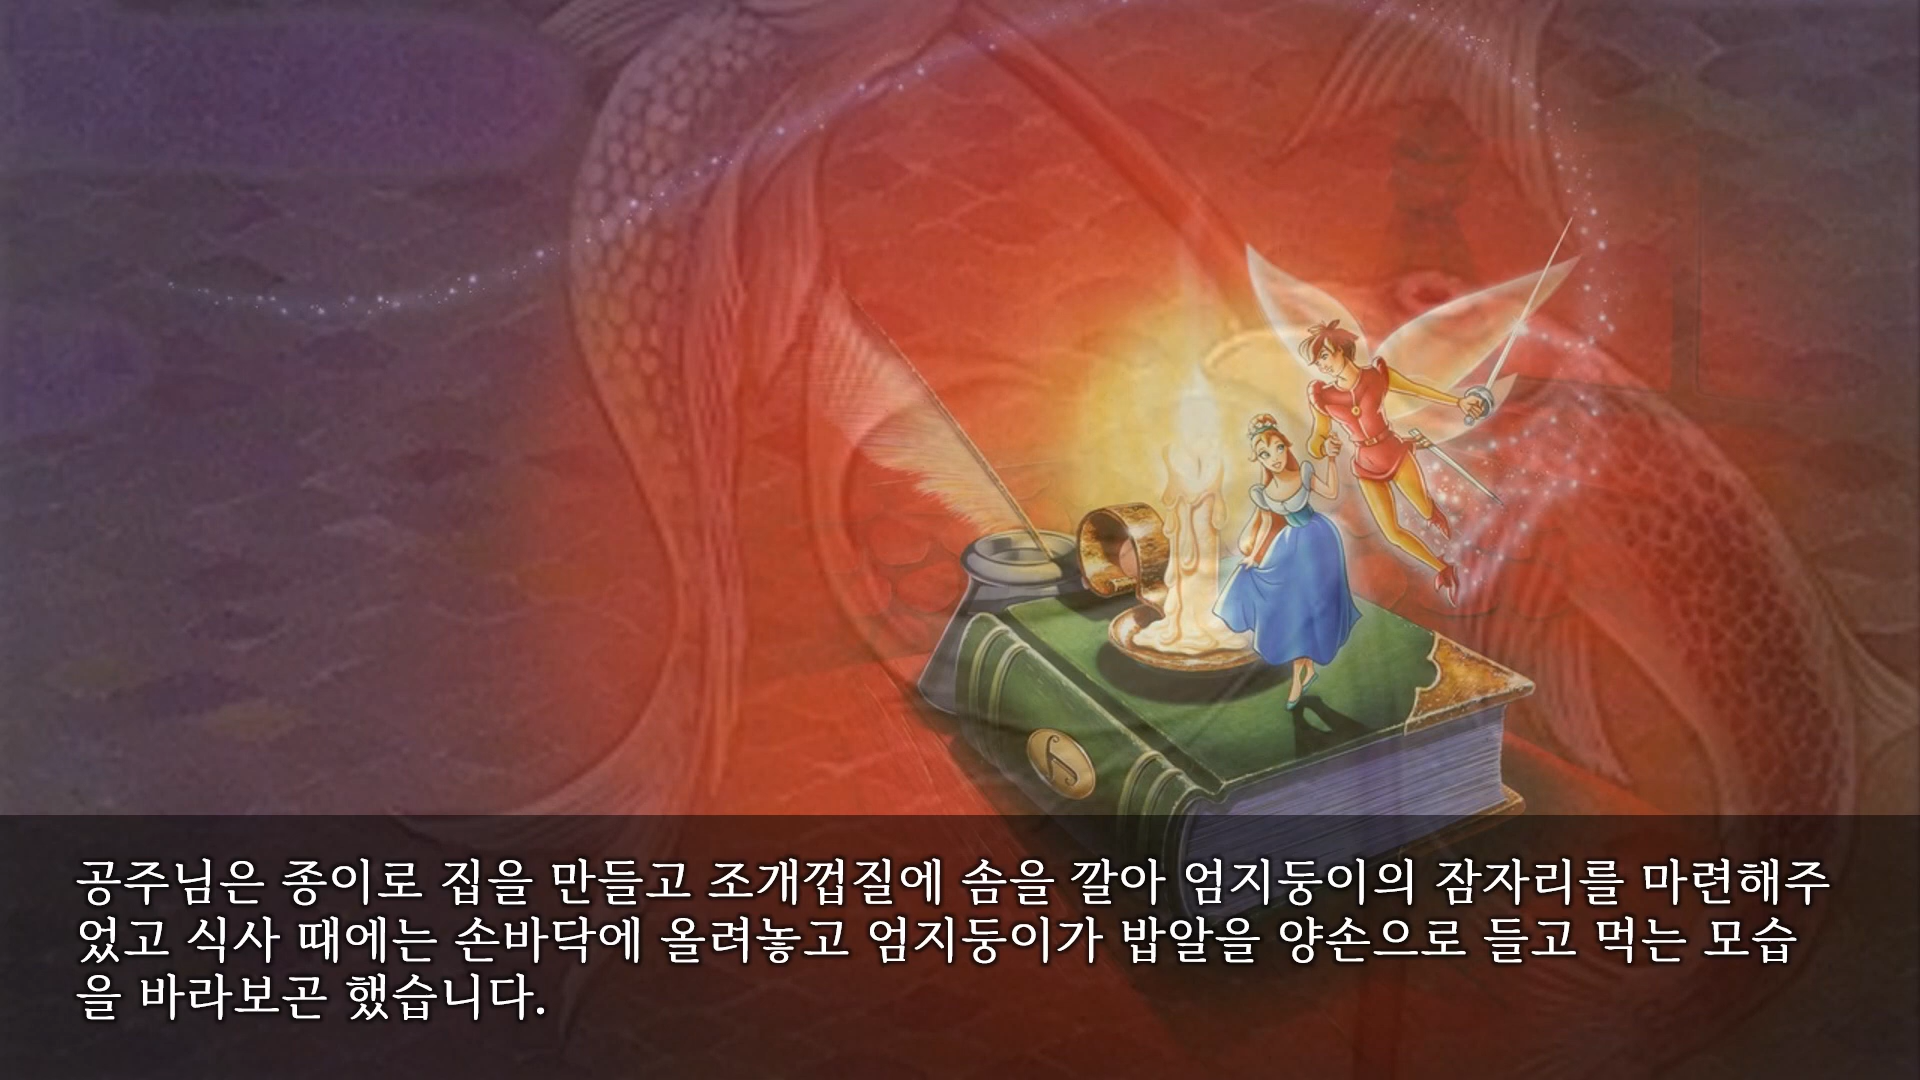 공주님은 종이로 집을 만들고 조개껍질에 솜을 깔아 엄지둥이의 잠자리를 마련해주
었고 식사 때에는 손바닥에 올려놓고 엄지둥이가 밥알을 양손으로 들고 먹는 모습
을 바라보곤 했습니다.